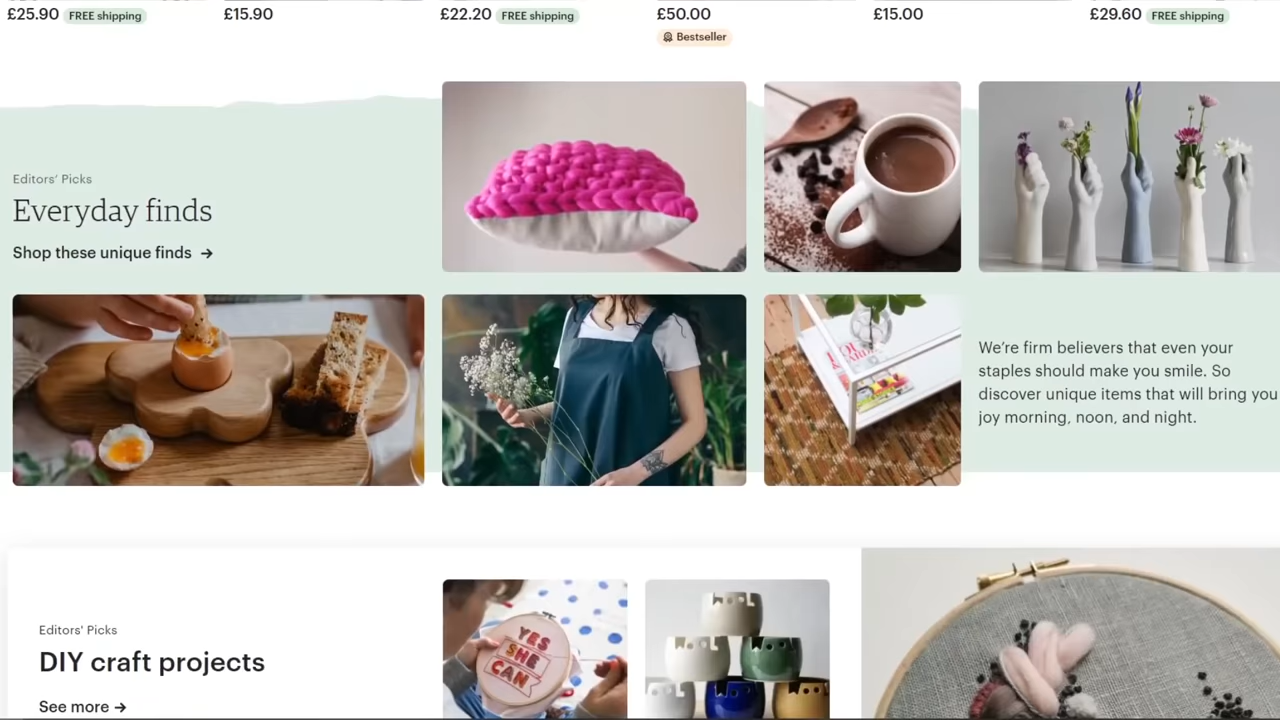 £25.90 FREE shipping
£15.90
£22.20 FREE shipping
£50.00
Bestseller
£15.00
£29.60 FREE shipping
Editors’ Picks
Everyday finds
Shop these unique finds →
We’re firm believers that even your
staples should make you smile. So
discover unique items that will bring you
joy morning, noon, and night.
Editors' Picks
DIY craft projects
See more →
YES
SHE
CAN